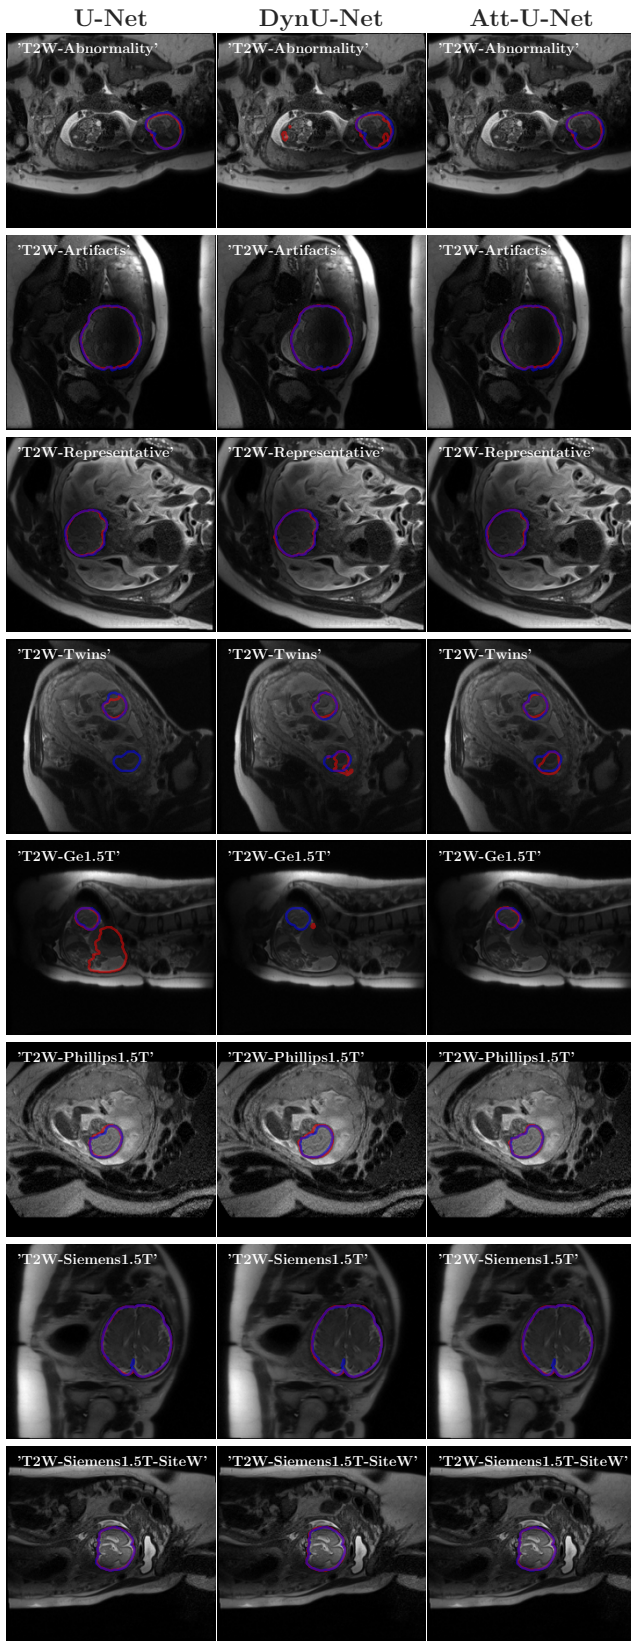 U-Net DynU-Net Att-U-Net
'T2W-Abnormality' 'T2W-Abnormality' 'T2W-Abnormality'
'T2W-Artifacts' 'T2W-Artifacts' 'T2W-Artifacts'
'T2W-Representative' 'T2W-Representative' 'T2W-Representative'
'T2W-Twins' 'T2W-Twins' 'T2W-Twins'
'T2W-Ge1.5T' 'T2W-Ge1.5T' 'T2W-Ge1.5T'
'T2W-Phillips1.5T' 'T2W-Phillips1.5T' 'T2W-Phillips1.5T'
'T2W-Siemens1.5T' 'T2W-Siemens1.5T' 'T2W-Siemens1.5T'
'T2W-Siemens1.5T-SiteW' 'T2W-Siemens1.5T-SiteW' 'T2W-Siemens1.5T-SiteW'